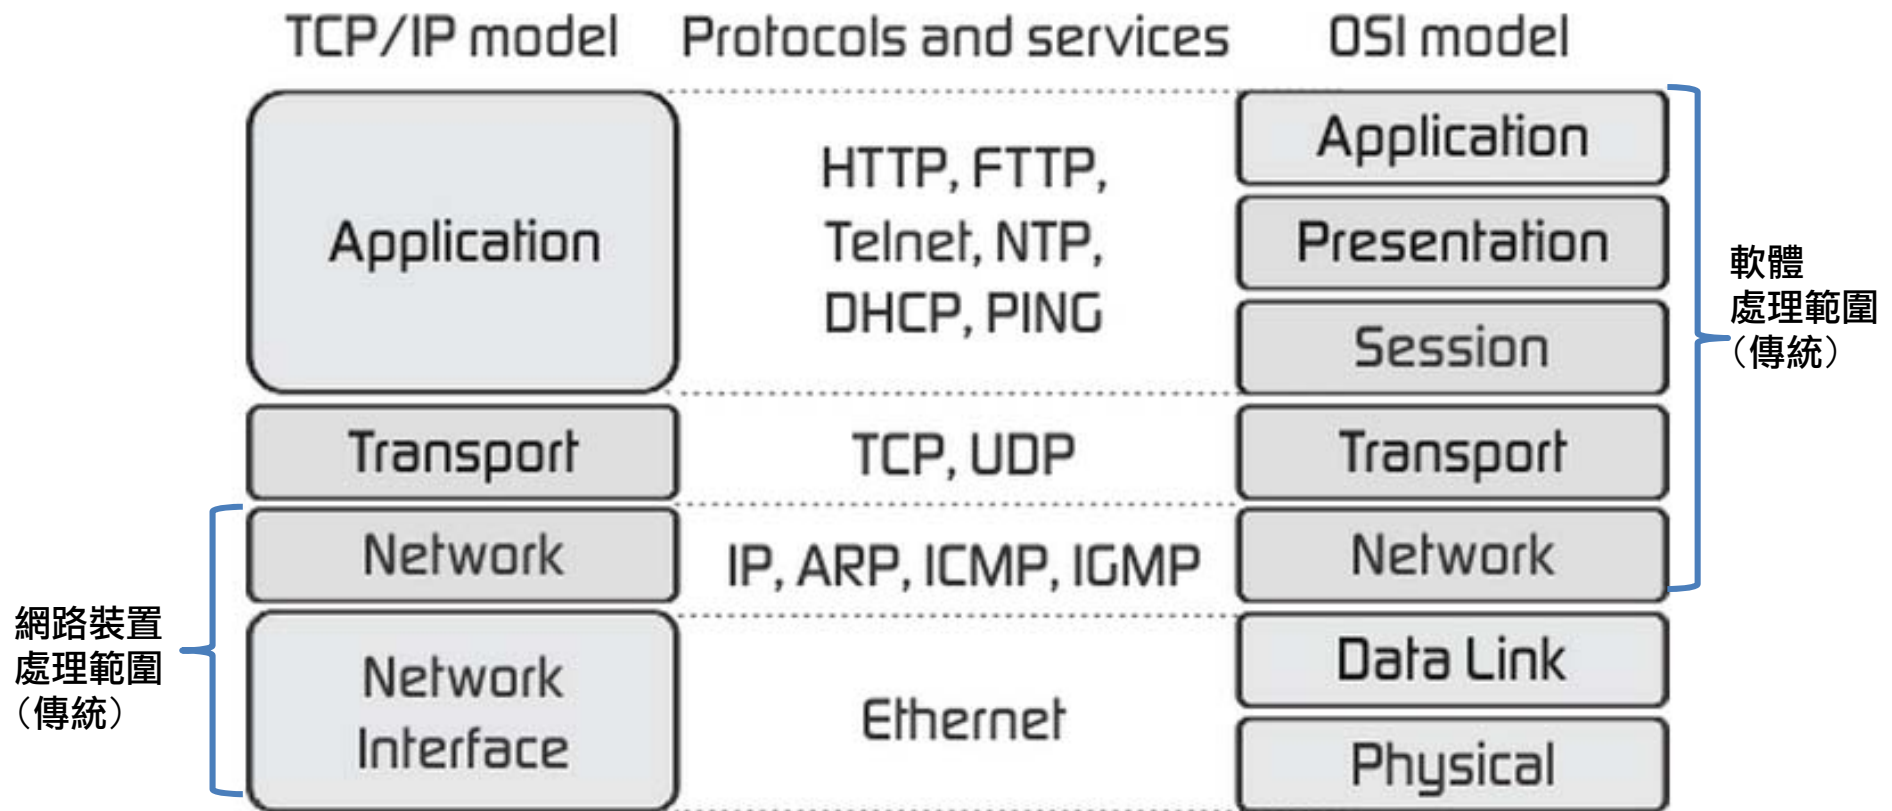 TCP/IP model
Protocols and services
OSI model
Application
HTTP, FTTP,
Telnet, NTP,
DHCP, PING
Application
Presentation
Session
軟體
處理範圍
（傳統）
Transport
TCP, UDP
Transport
Network
IP, ARP, ICMP, IGMP
Network
網路裝置
處理範圍
（傳統）
Network
Interface
Ethernet
Data Link
Physical